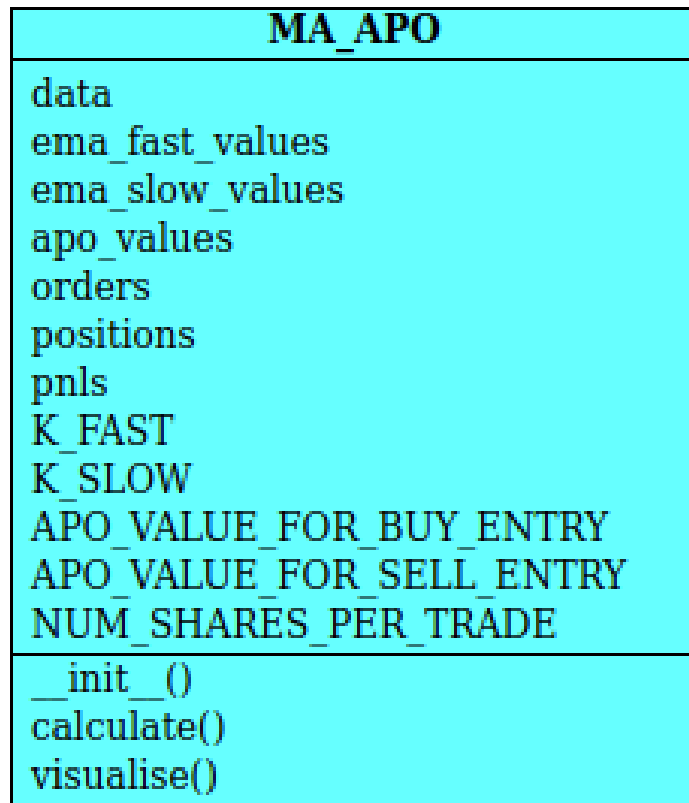 MA_APO
data
ema_fast_values
ema_slow_values
apo_values
orders
positions
pnls
K_FAST
K_SLOW
APO_VALUE_FOR_BUY_ENTRY
APO_VALUE_FOR_SELL_ENTRY
NUM_SHARES_PER_TRADE
__init__()
calculate()
visualise()